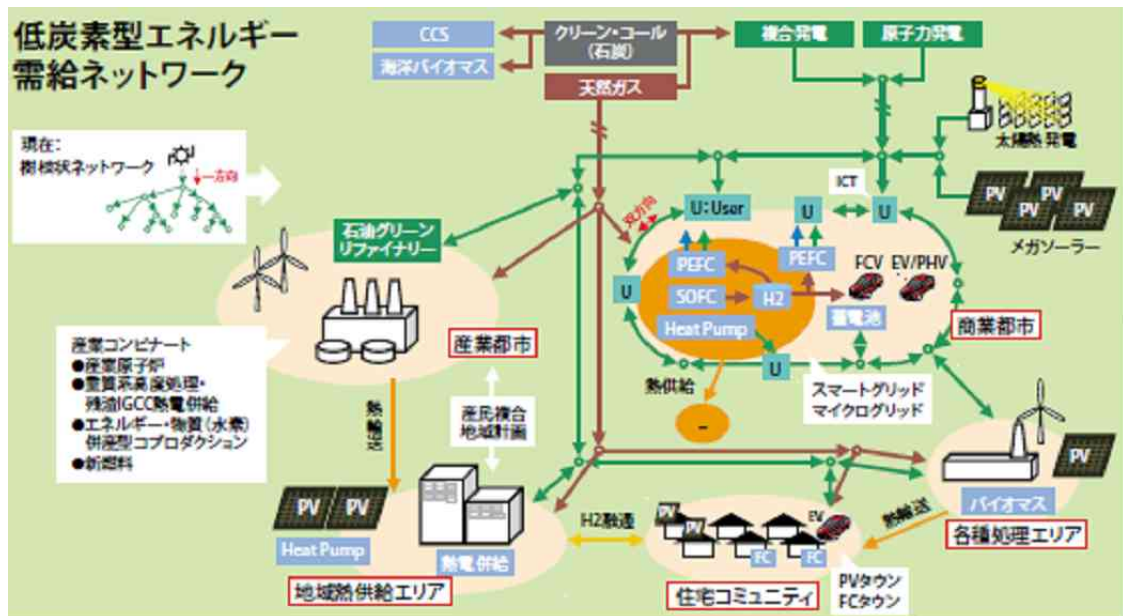 低炭素型エネルギー
需給ネットワーク
CCS
海洋バイオマス
クリーン・コール
(石炭)
天然ガス
複合発電
原子力発電
太陽熱発電
現在:
樹枝状ネットワーク
一方向
ICT
PV
PV
PV
PV
メガソーラー
石油グリーン
リファイナリー
双方向
U:User
U
U
PEFC
PEFC
FCV
EV/PHV
U
SOFC
H2
蓄電池
Heat Pump
U
商業都市
産業都市
熱供給
スマートグリッド
マイクログリッド
産業コンビナート
●産業原子炉
●重質系高度処理・
残渣IGCC熱電併給
●エネルギー・物質(水素)
併産型コプロダクション
●新燃料
熱輸送
産民複合
地域計画
PV
PV
Heat Pump
熱電併給
地域熱供給エリア
H2融通
PV
PV
EV
FC
FC
住宅コミュニティ
PVタウン
FCタウン
熱輸送
PV
バイオマス
各種処理エリア